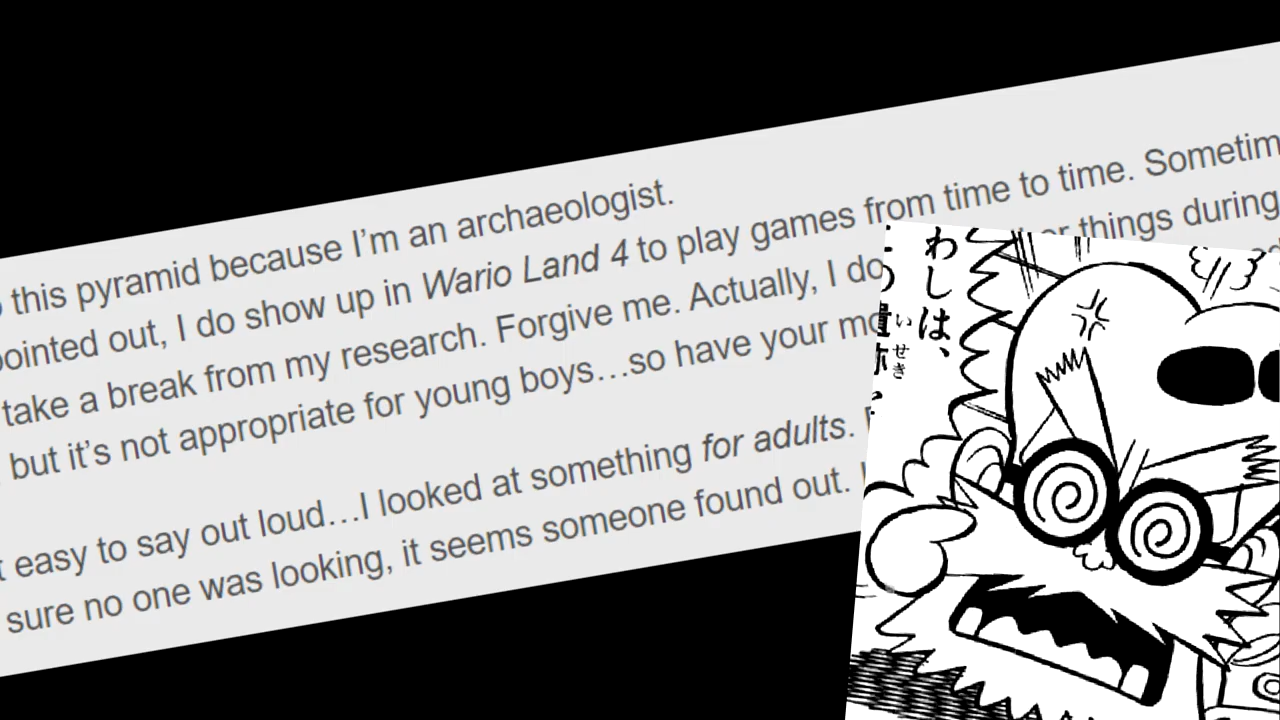 this pyramid because I'm an archaeologist.
pointed out, I do show up in Wario Land 4 to play games from time to time. Sometim
take a break from my research. Forgive me. Actually, I do things during
but it's not appropriate for young boys…so have your mo
easy to say out loud…I looked at something for adults.
sure no one was looking, it seems someone found out.
わしは、
いせき